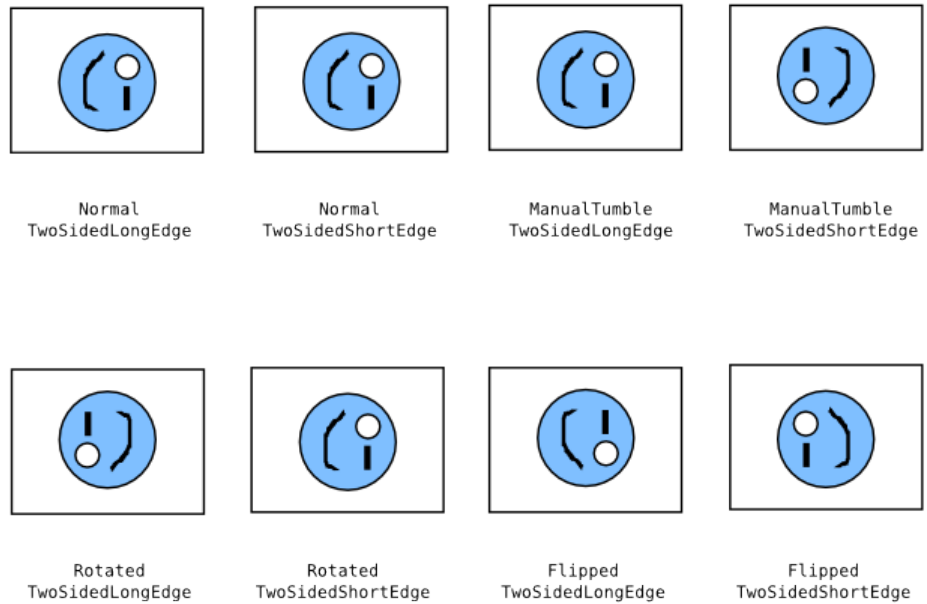 Normal
TwoSidedLongEdge
Normal
TwoSidedShortEdge
ManualTumble
TwoSidedLongEdge
ManualTumble
TwoSidedShortEdge
Rotated
TwoSidedLongEdge
Rotated
TwoSidedShortEdge
Flipped
TwoSidedLongEdge
Flipped
TwoSidedShortEdge